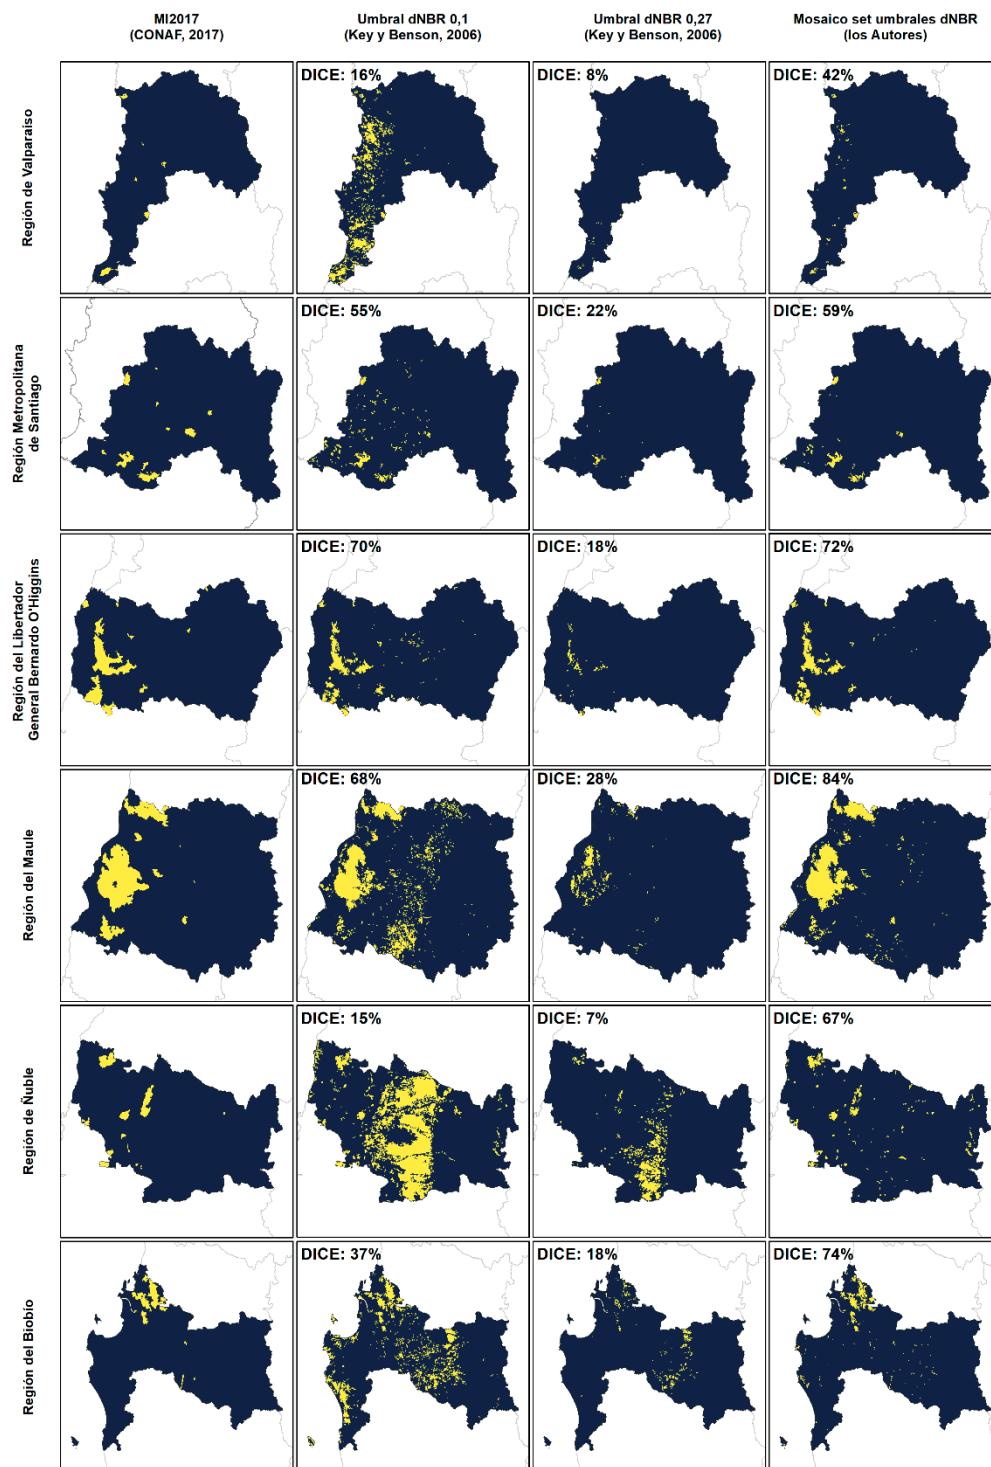 MI2017
(CONAF, 2017)
Umbral dNBR 0,1
(Key y Benson, 2006)
Umbral dNBR 0,27
(Key y Benson, 2006)
Mosaico set umbrales dNBR
(los Autores)
Región de Valparaiso
DICE: 16%
DICE: 8%
DICE: 42%
Región Metropolitana
de Santiago
DICE: 55%
DICE: 22%
DICE: 59%
Región del Libertador
General Bernardo O'Higgins
DICE: 70%
DICE: 18%
DICE: 72%
Región del Maule
DICE: 68%
DICE: 28%
DICE: 84%
Región de Ñuble
DICE: 15%
DICE: 7%
DICE: 67%
Región del Biobío
DICE: 37%
DICE: 18%
DICE: 74%